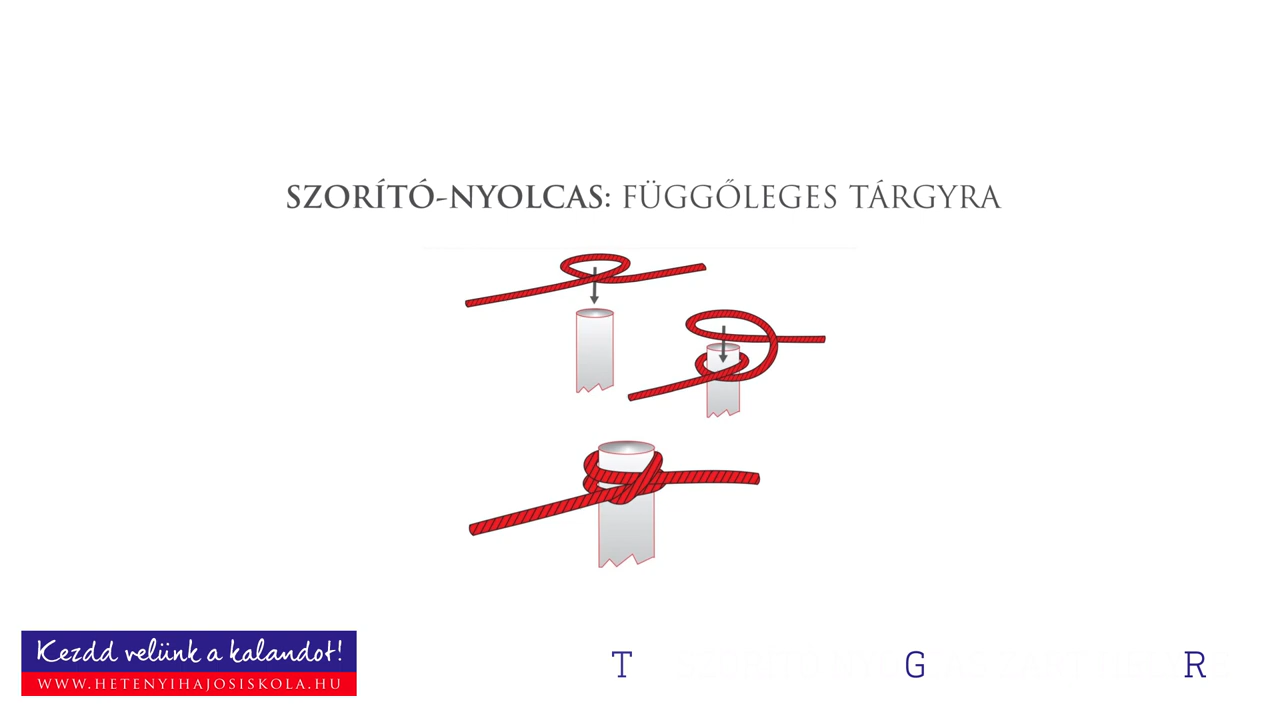 SZORÍTÓ-NYOLCAS: FÜGGŐLEGES TÁRGYRA
Kezdd velünk a kalandot!
WWW.HETENYIHAJOSISKOLA.HU
T G R